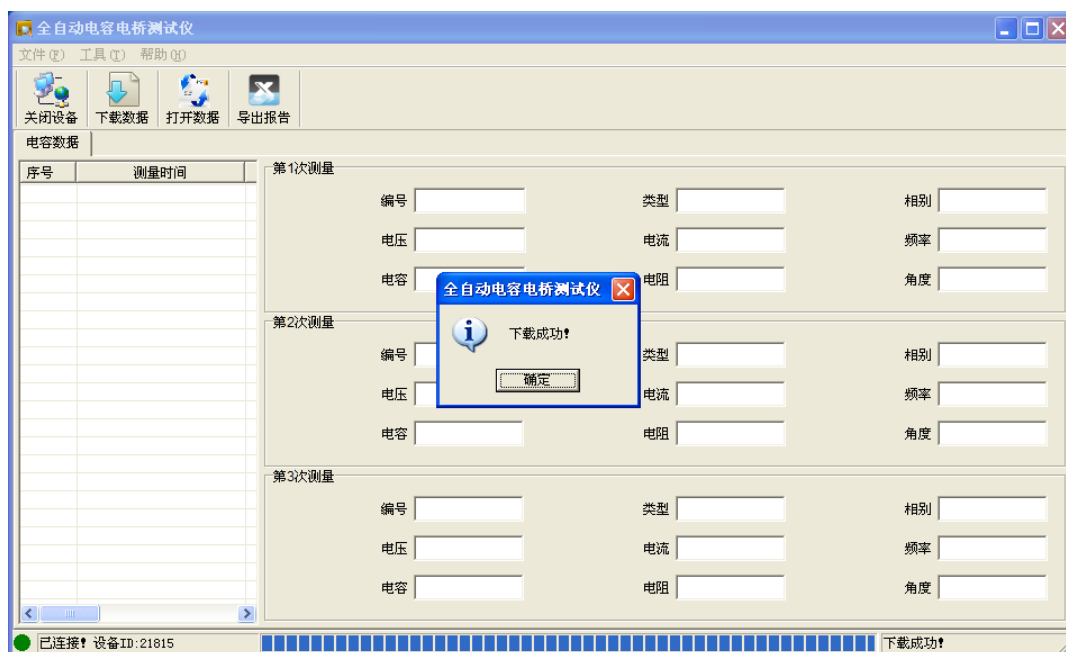 全自动电容电桥测试仪
文件(F) 工具(T) 帮助(H)
关闭设备 下载数据 打开数据 导出报告
电容数据
序号 测量时间
第1次测量
编号 类型 相别
电压 电流 频率
电容 电阻 角度
全自动电容电桥测试仪
下载成功!
确定
第2次测量
编号 类型 相别
电压 电流 频率
电容 电阻 角度
第3次测量
编号 类型 相别
电压 电流 频率
电容 电阻 角度
已连接! 设备ID:21815 下载成功!